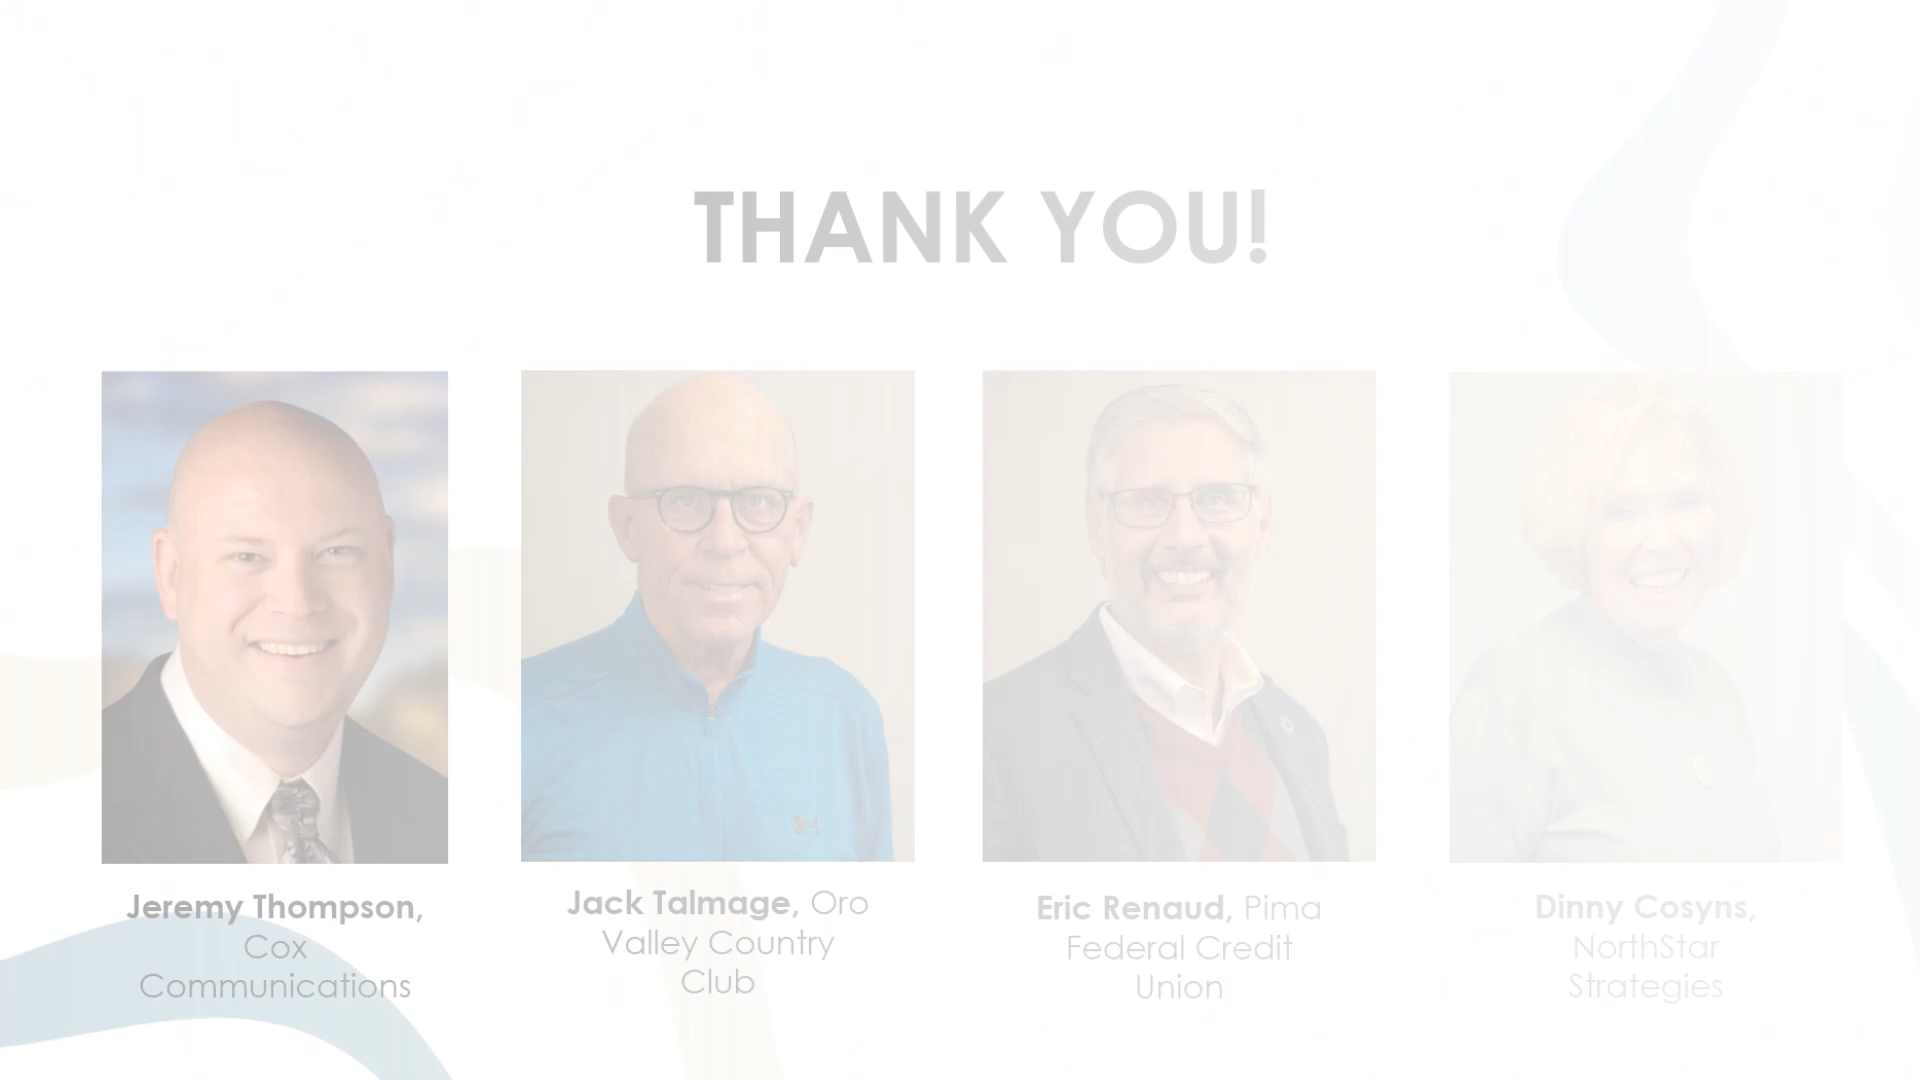 THANK YOU!
Jeremy Thompson,
Cox
Communications
Jack Talmage, Oro
Valley Country
Club
Eric Renaud, Pima
Federal Credit
Union
Dinny Cosyns,
NorthStar
Strategies